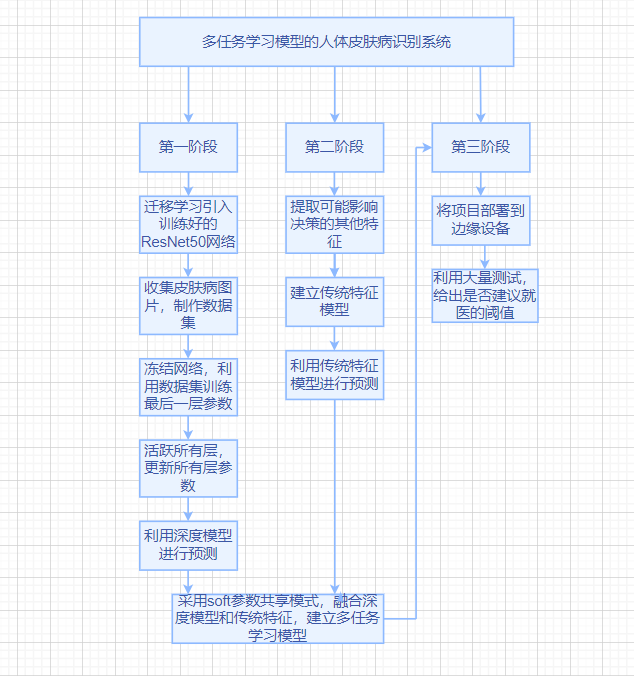 多任务学习模型的人体皮肤病识别系统
第一阶段
迁移学习引入
训练好的
ResNet50网络
收集皮肤病图
片，制作数据
集
冻结网络，利
用数据集训练
最后一层参数
活跃所有层，
更新所有层参
数
利用深度模型
进行预测
第二阶段
提取可能影响
决策的其他特
征
建立传统特征
模型
利用传统特征
模型进行预测
采用soft参数共享模式，融合深
度模型和传统特征，建立多任务
学习模型
第三阶段
将项目部署到
边缘设备
利用大量测试，
给出是否建议就
医的阈值